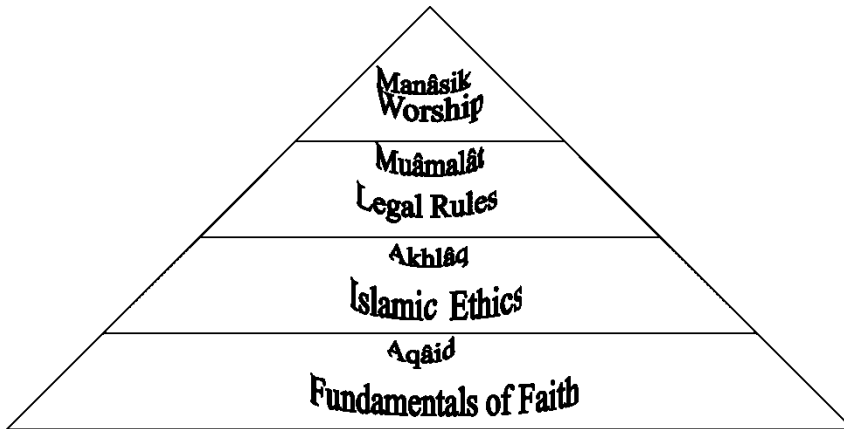 Manâsik
Worship
Muâmalât
Legal Rules
Akhlâq
Islamic Ethics
Aqâid
Fundamentals of Faith